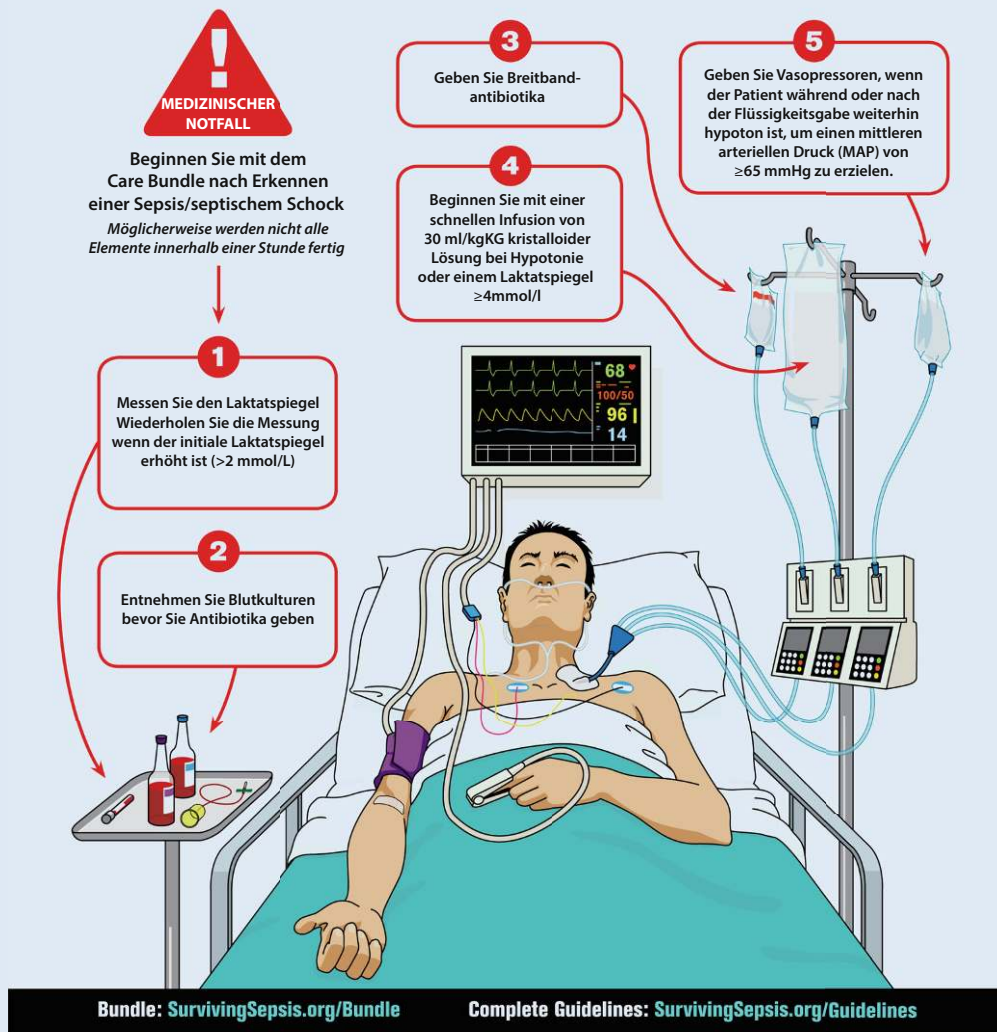 !
MEDIZINISCHER
NOTFALL
Beginnen Sie mit dem
Care Bundle nach Erkennen
einer Sepsis/septischem Schock
Möglicherweise werden nicht alle
Elemente innerhalb einer Stunde fertig
1
Messen Sie den Laktatspiegel
Wiederholen Sie die Messung
wenn der initiale Laktatspiegel
erhöht ist (>2 mmol/L)
2
Entnehmen Sie Blutkulturen
bevor Sie Antibiotika geben
3
Geben Sie Breitband-
antibiotika
4
Beginnen Sie mit einer
schnellen Infusion von
30 ml/kgKG kristalloider
Lösung bei Hypotonie
oder einem Laktatspiegel
≥4mmol/l
5
Geben Sie Vasopressoren, wenn
der Patient während oder nach
der Flüssigkeitsgabe weiterhin
hypoton ist, um einen mittleren
arteriellen Druck (MAP) von
≥65 mmHg zu erzielen.
68
100/50
96
14
Bundle: SurvivingSepsis.org/Bundle Complete Guidelines: SurvivingSepsis.org/Guidelines